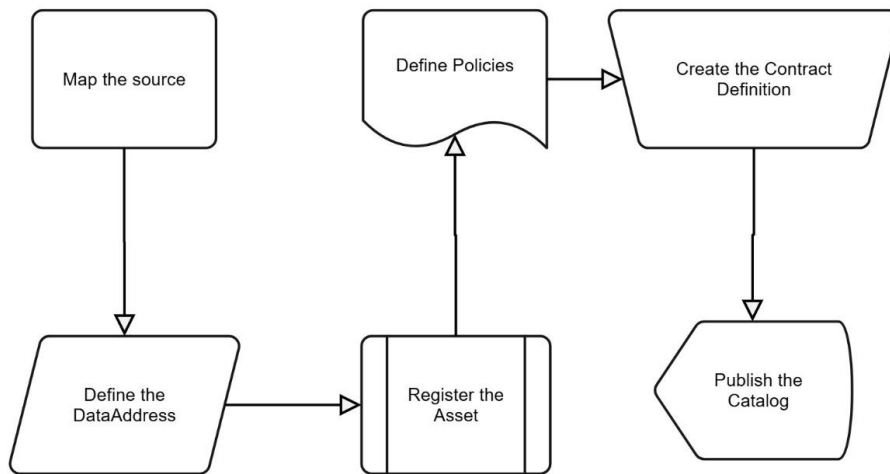 Map the source
Define the
DataAddress
Register the
Asset
Define Policies
Create the Contract
Definition
Publish the
Catalog